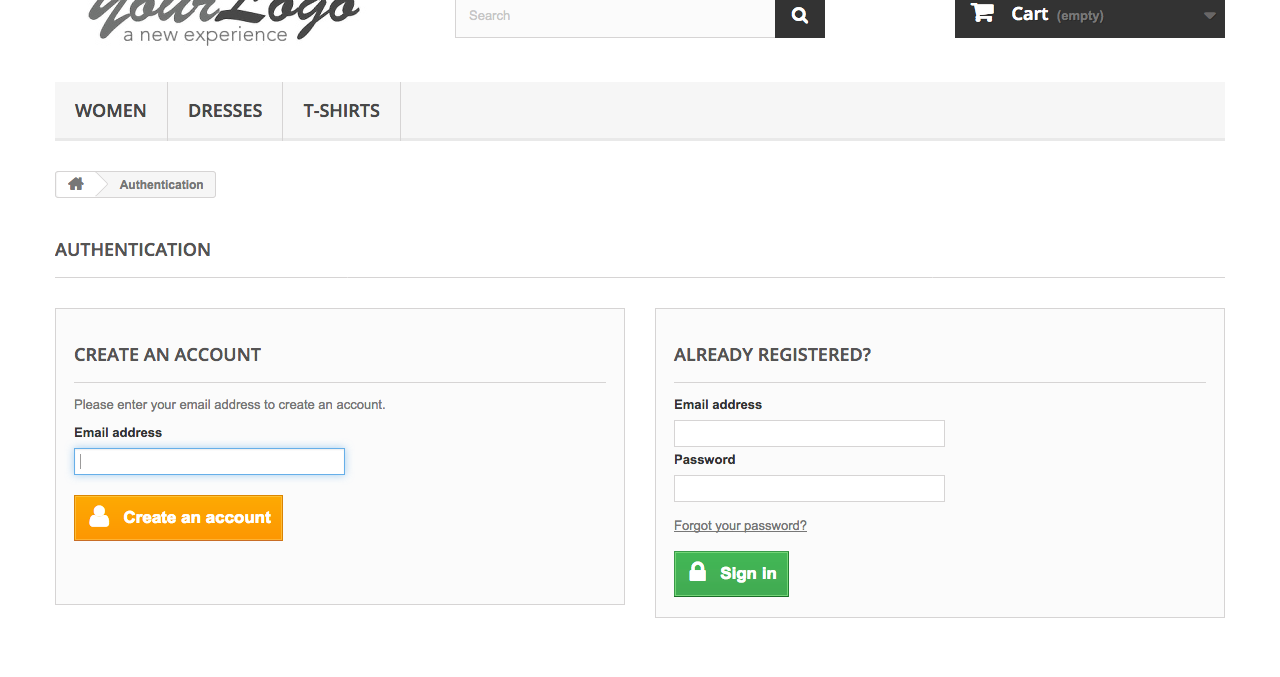 YourLogo
a new experience
Search
Cart (empty)
WOMEN DRESSES T-SHIRTS
Authentication
AUTHENTICATION
CREATE AN ACCOUNT
Please enter your email address to create an account.
Email address
Create an account
ALREADY REGISTERED?
Email address
Password
Forgot your password?
Sign in